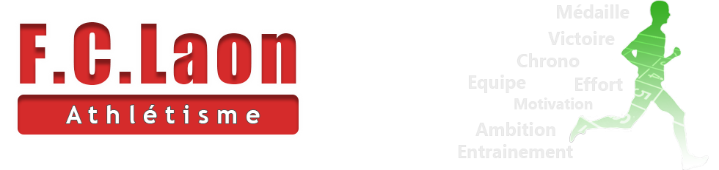 F.C.Laon
Athlétisme
Médaille
Victoire
Chrono
Equipe
Effort
Motivation
Ambition
Entrainement